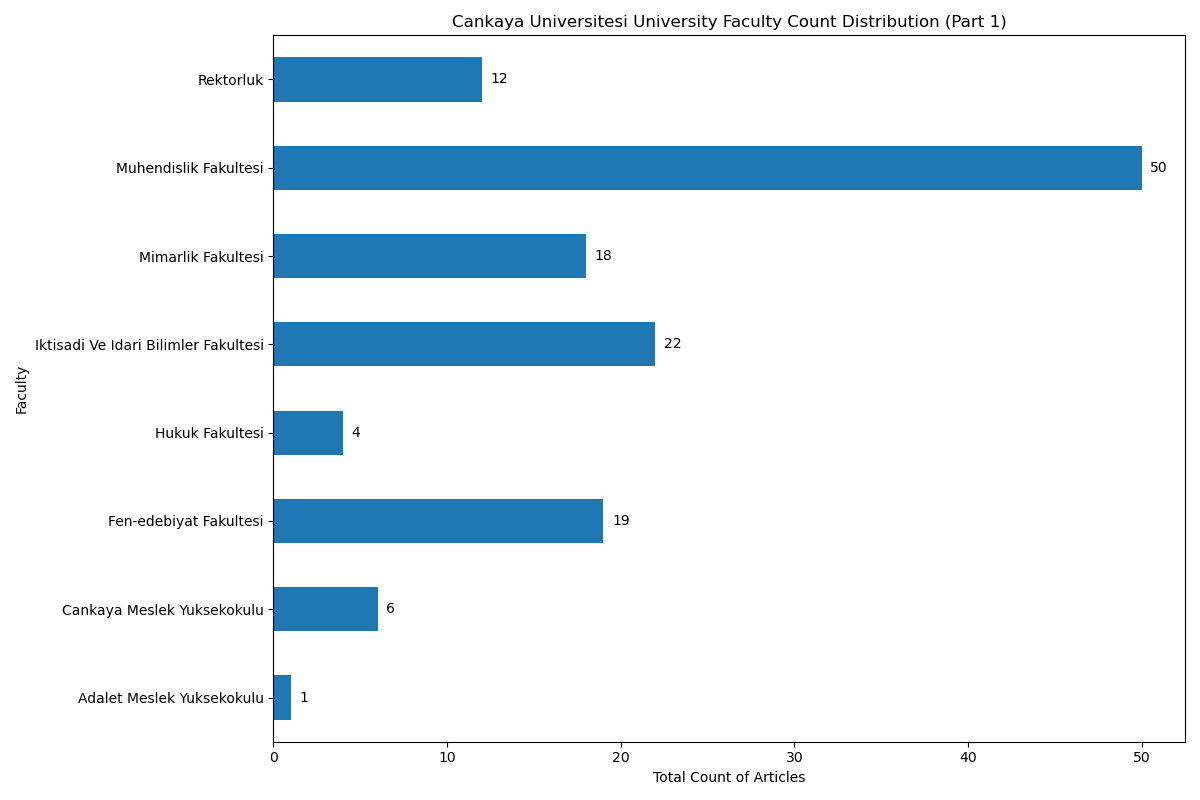 Cankaya Universitesi University Faculty Count Distribution (Part 1)
Faculty
Rektorluk
12
Muhendislik Fakultesi
50
Mimarlik Fakultesi
18
Iktisadi Ve Idari Bilimler Fakultesi
22
Hukuk Fakultesi
4
Fen-edebiyat Fakultesi
19
Cankaya Meslek Yuksekokulu
6
Adalet Meslek Yuksekokulu
1
0 10 20 30 40 50
Total Count of Articles